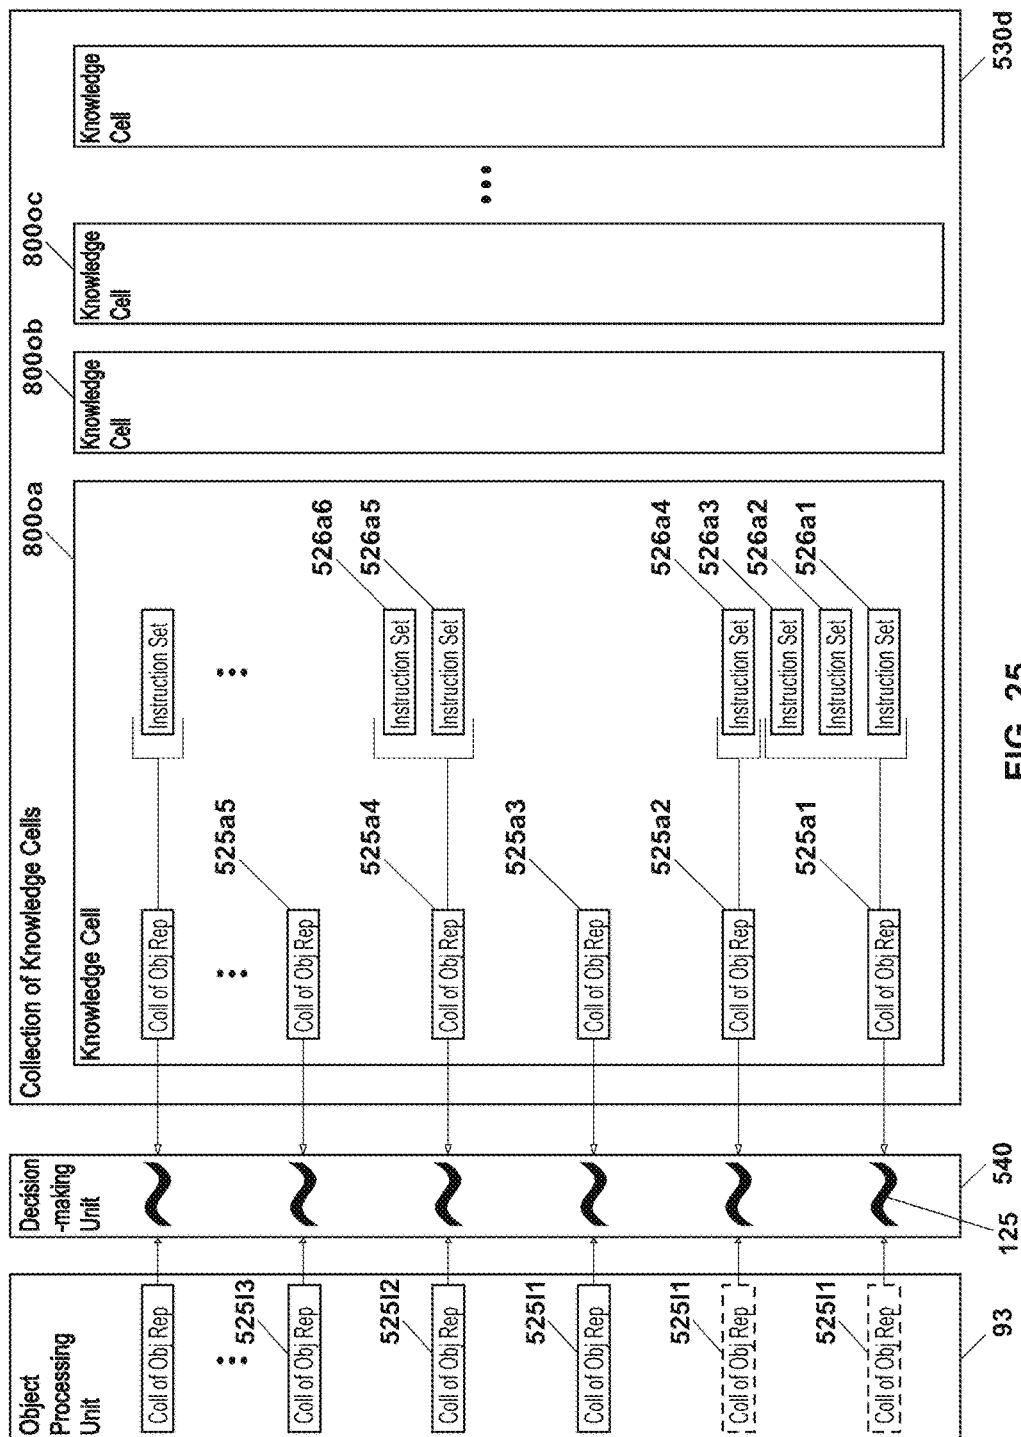 Object
Processing
Unit
Coll of Obj Rep
Coll of Obj Rep
525l3
Coll of Obj Rep
525l2
Coll of Obj Rep
525l1
Coll of Obj Rep
525l1
Coll of Obj Rep
525l1
93
Decision
-making
Unit
540
125
Collection of Knowledge Cells
530d
Knowledge Cell
800oa
Coll of Obj Rep
Coll of Obj Rep
525a5
Coll of Obj Rep
525a4
Coll of Obj Rep
525a3
Coll of Obj Rep
525a2
Coll of Obj Rep
525a1
Instruction Set
Instruction Set
526a6
Instruction Set
526a5
Instruction Set
526a4
Instruction Set
526a3
Instruction Set
526a2
Instruction Set
526a1
Knowledge
Cell
800ob
Knowledge
Cell
800oc
Knowledge
Cell
FIG. 25